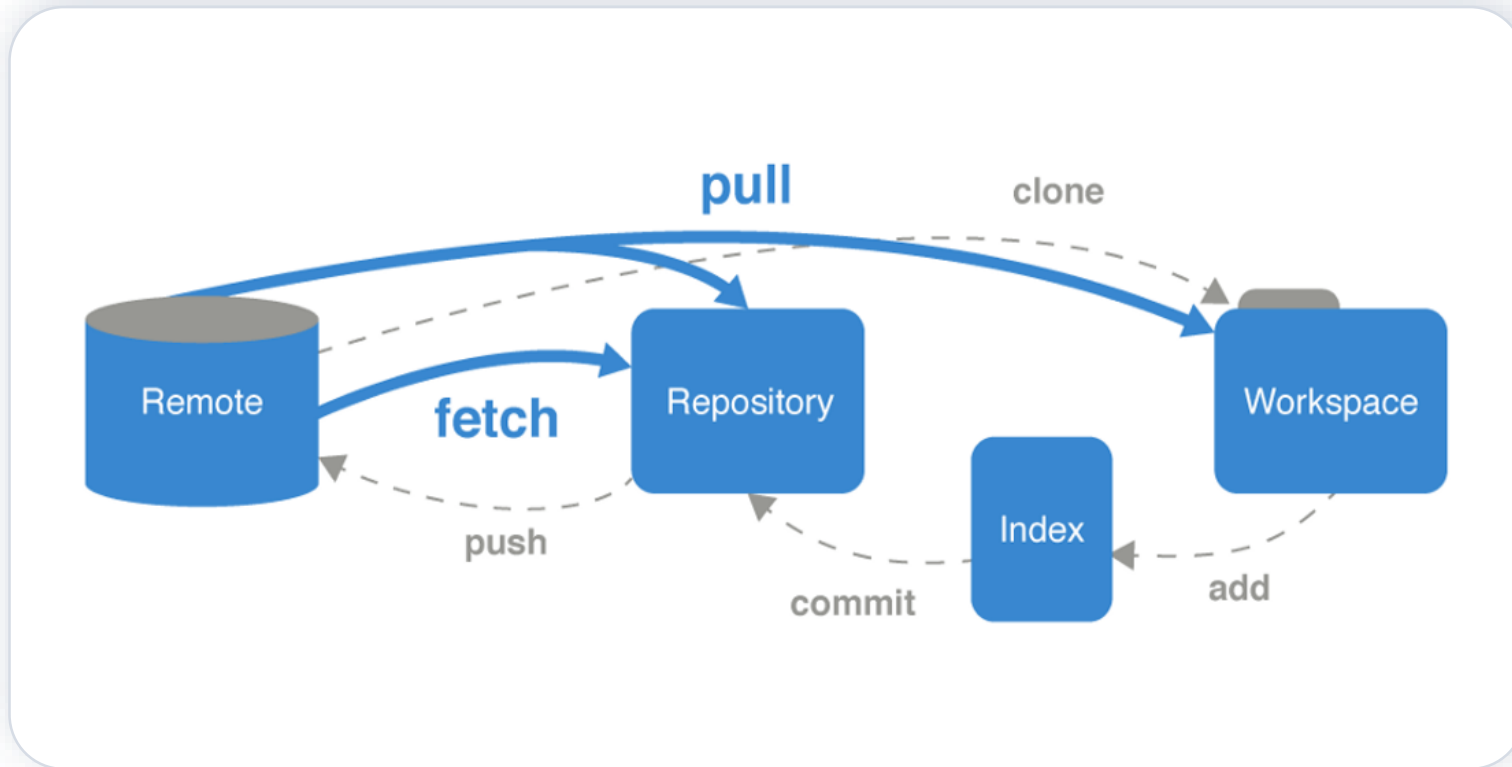 pull
clone
Remote
fetch
Repository
Workspace
Index
push
commit
add